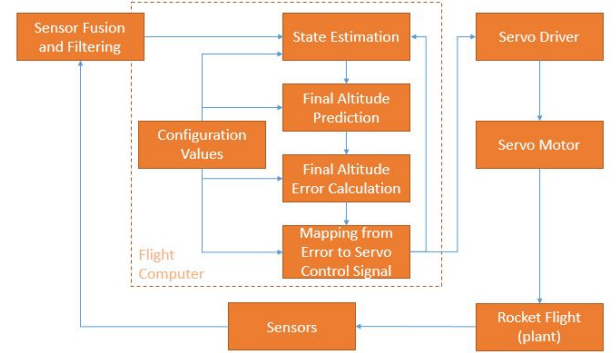 Sensor Fusion
and Filtering
State Estimation
Servo Driver
Final Altitude
Prediction
Configuration
Values
Servo Motor
Final Altitude
Error Calculation
Mapping from
Error to Servo
Control Signal
Flight
Computer
Sensors
Rocket Flight
(plant)